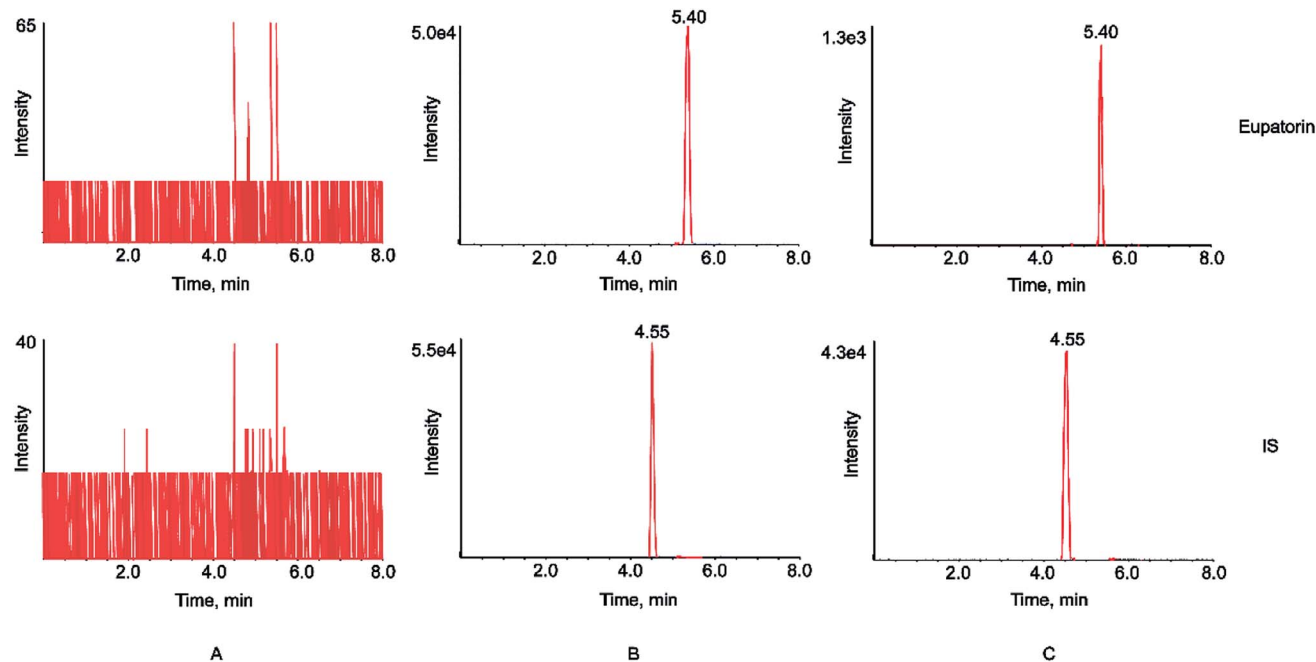 65
Intensity
0
2.0 4.0 6.0 8.0
Time, min
5.40
5.0e4
Intensity
2.0 4.0 6.0 8.0
Time, min
5.40
1.3e3
Intensity
2.0 4.0 6.0 8.0
Time, min
Eupatorin
40
Intensity
2.0 4.0 6.0 8.0
Time, min
4.55
5.5e4
Intensity
2.0 4.0 6.0 8.0
Time, min
4.55
4.3e4
Intensity
2.0 4.0 6.0 8.0
Time, min
IS
A B C